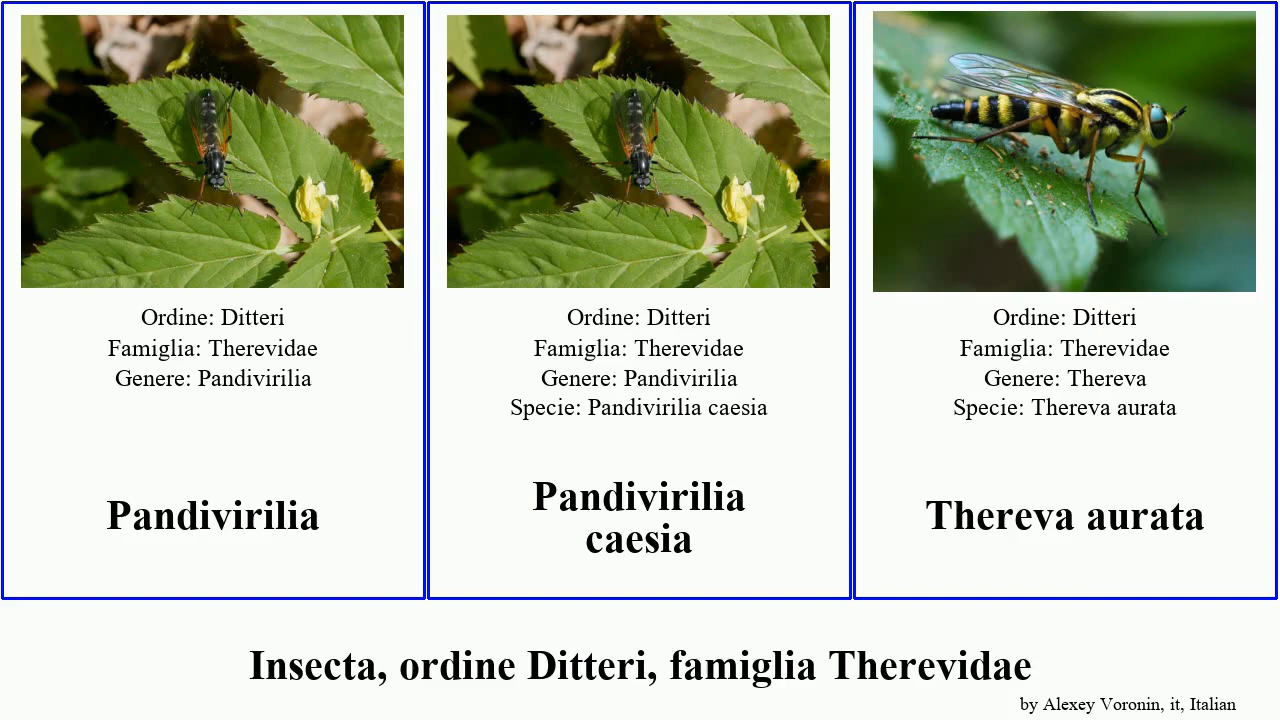 Ordine: Ditteri
Famiglia: Therevidae
Genere: Pandivirilia
Pandivirilia
Ordine: Ditteri
Famiglia: Therevidae
Genere: Pandivirilia
Specie: Pandivirilia caesia
Pandivirilia
caesia
Ordine: Ditteri
Famiglia: Therevidae
Genere: Thereva
Specie: Thereva aurata
Thereva aurata
Insecta, ordine Ditteri, famiglia Therevidae
by Alexey Voronin, it, Italian